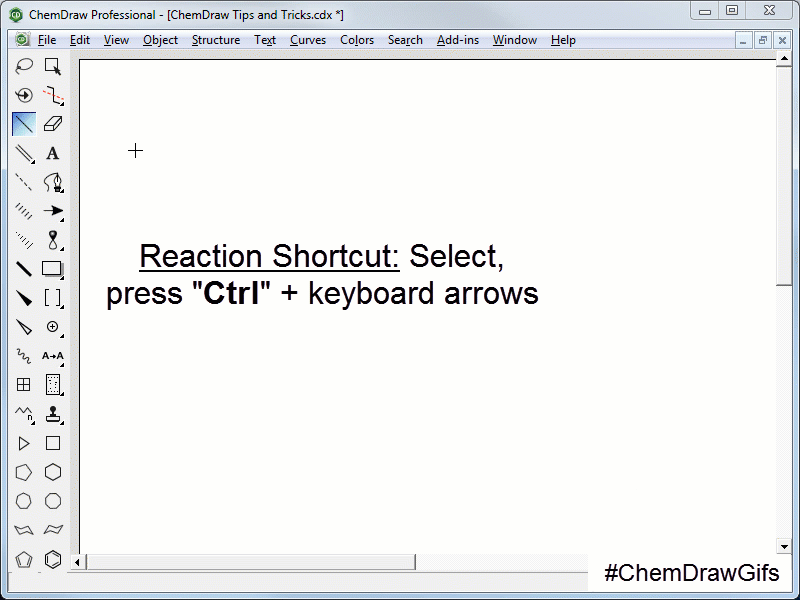 ChemDraw Professional - [ChemDraw Tips and Tricks.cdx *]
File Edit View Object Structure Text Curves Colors Search Add-ins Window Help
A
A→A
n
Reaction Shortcut: Select,
press "Ctrl" + keyboard arrows
#ChemDrawGifs